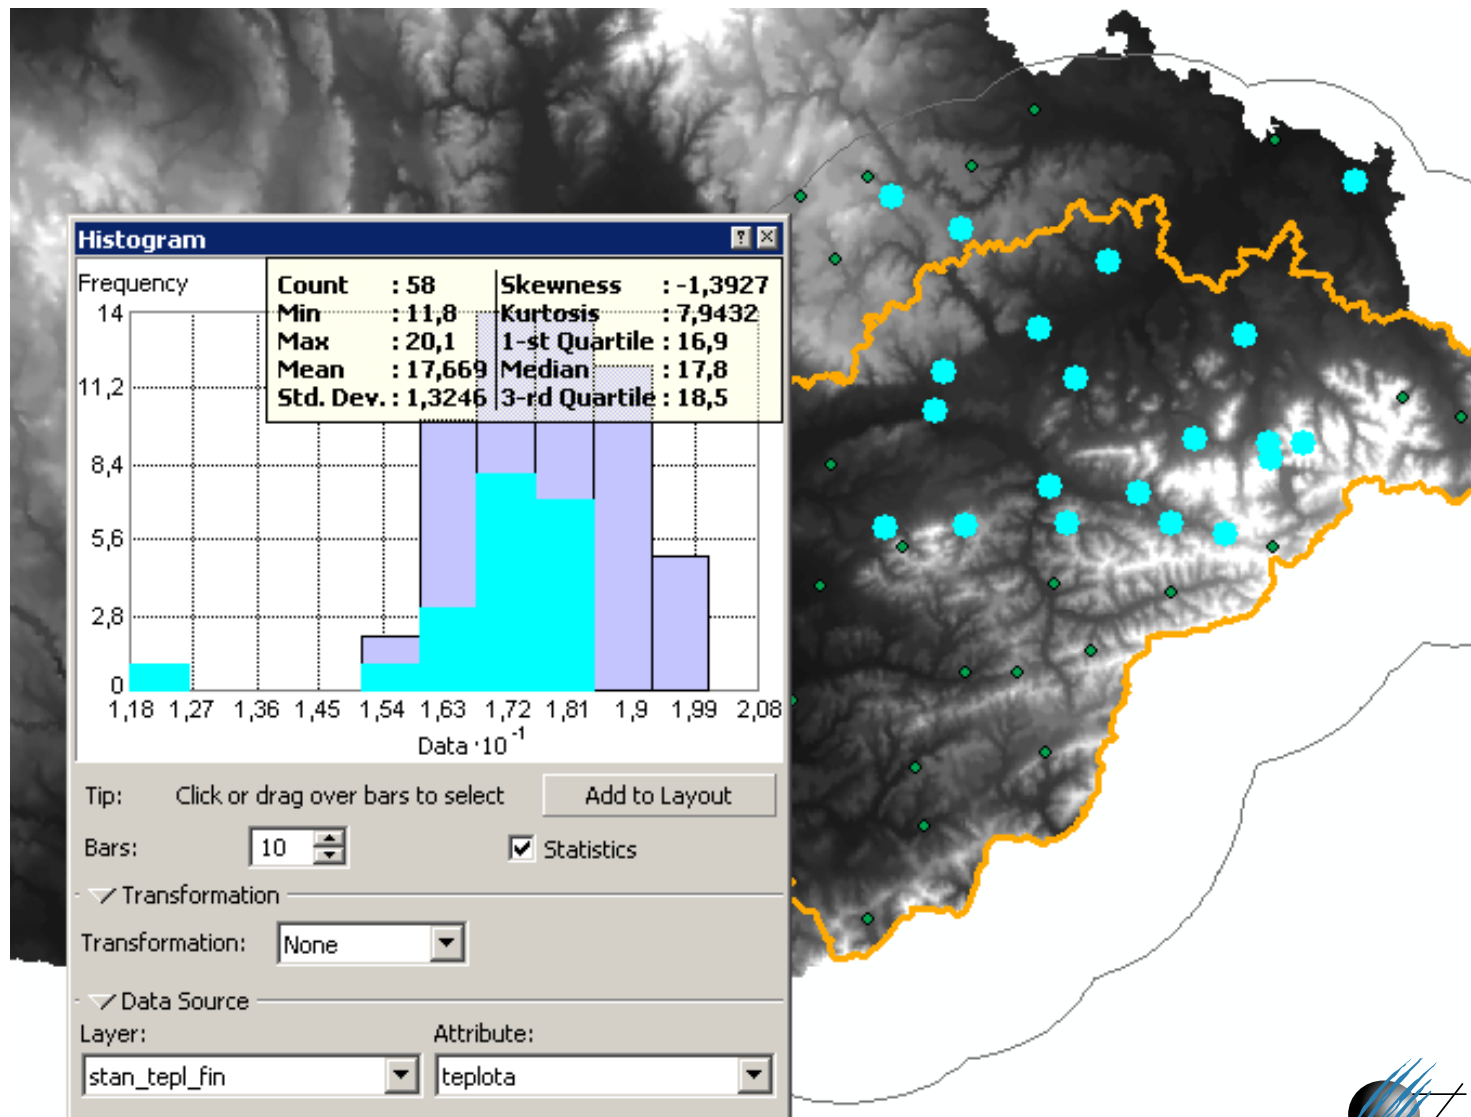 Histogram
Frequency
Count : 58 Skewness : -1,3927
Min : 11,8 Kurtosis : 7,9432
Max : 20,1 1-st Quartile : 16,9
Mean : 17,669 Median : 17,8
Std. Dev. : 1,3246 3-rd Quartile : 18,5
14
11,2
8,4
5,6
2,8
0
1,18 1,27 1,36 1,45 1,54 1,63 1,72 1,81 1,9 1,99 2,08
Data ·10⁻¹
Tip: Click or drag over bars to select Add to Layout
Bars: 10 Statistics
Transformation
Transformation: None
Data Source
Layer: Attribute:
stan_tepl_fin teplota